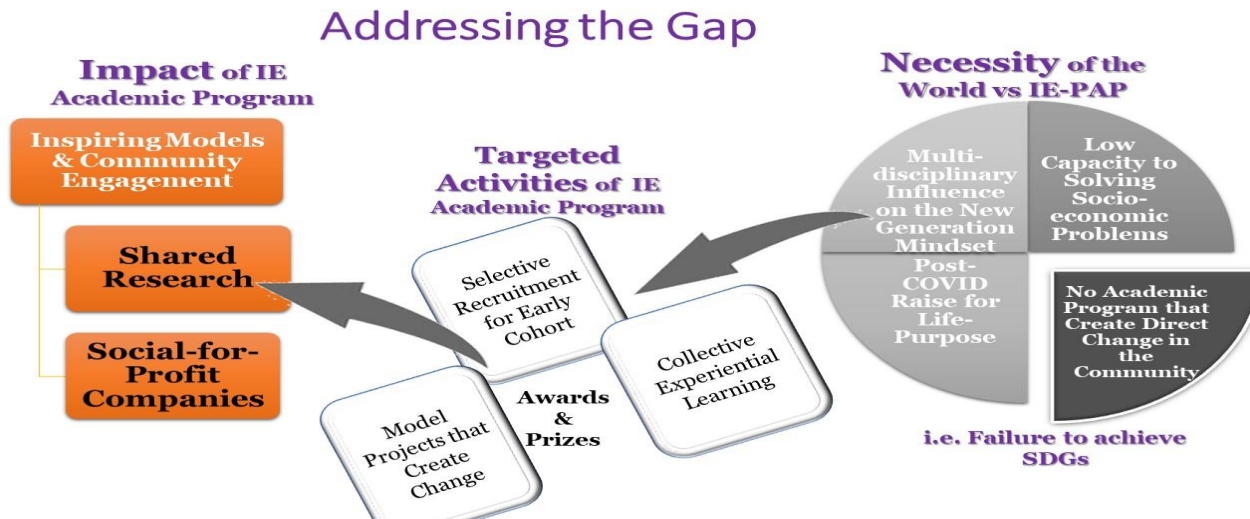 Addressing the Gap
Impact of IE
Academic Program
Inspiring Models
& Community
Engagement
Shared
Research
Social-for-
Profit
Companies
Targeted
Activities of IE
Academic Program
Selective
Recruitment
for Early
Cohort
Collective
Experiential
Learning
Awards
&
Prizes
Model
Projects that
Create
Change
Necessity of the
World vs IE-PAP
Multi-
disciplinary
Influence
on the New
Generation
Mindset
Low
Capacity to
Solving
Socio-
economic
Problems
Post-
COVID
Raise for
Life-
Purpose
No Academic
Program that
Create Direct
Change in
the
Community
i.e. Failure to achieve
SDGs